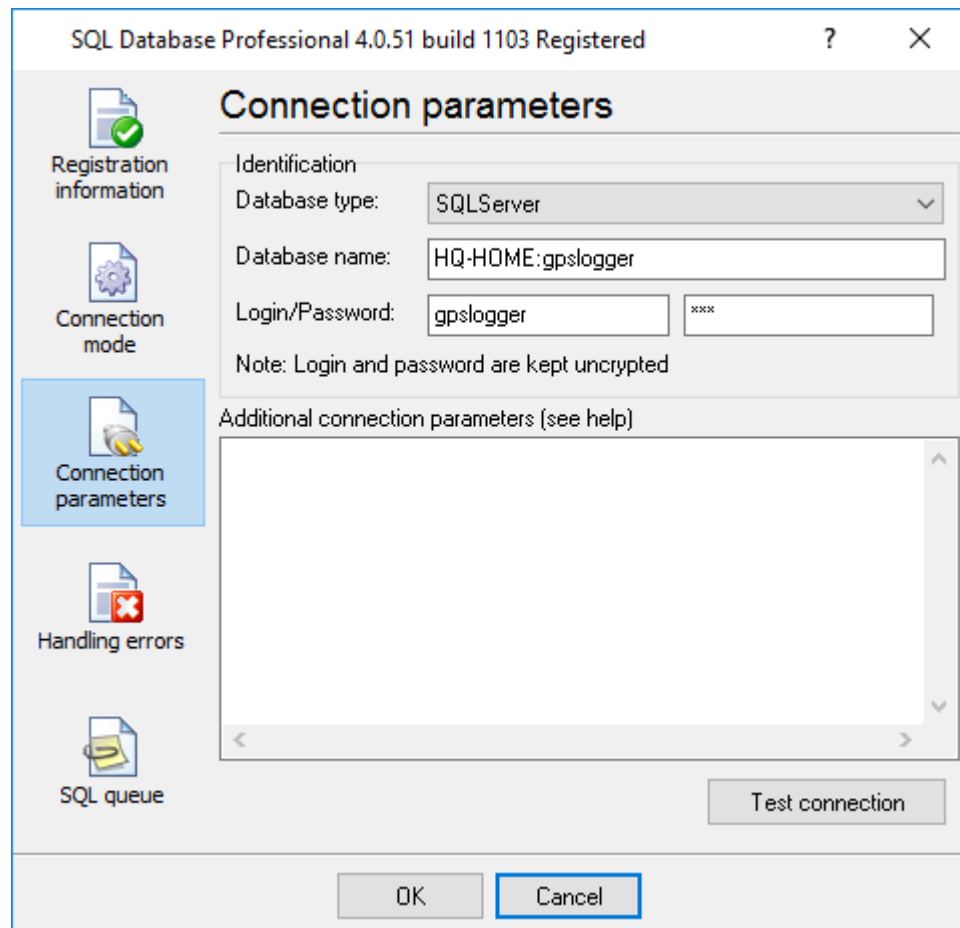 SQL Database Professional 4.0.51 build 1103 Registered
?
Registration
information
Connection
mode
Connection
parameters
Handling errors
SQL queue
Connection parameters
Identification
Database type:
SQLServer
Database name:
HQ-HOME:gpslogger
Login/Password:
gpslogger
***
Note: Login and password are kept uncrypted
Additional connection parameters (see help)
Test connection
OK
Cancel